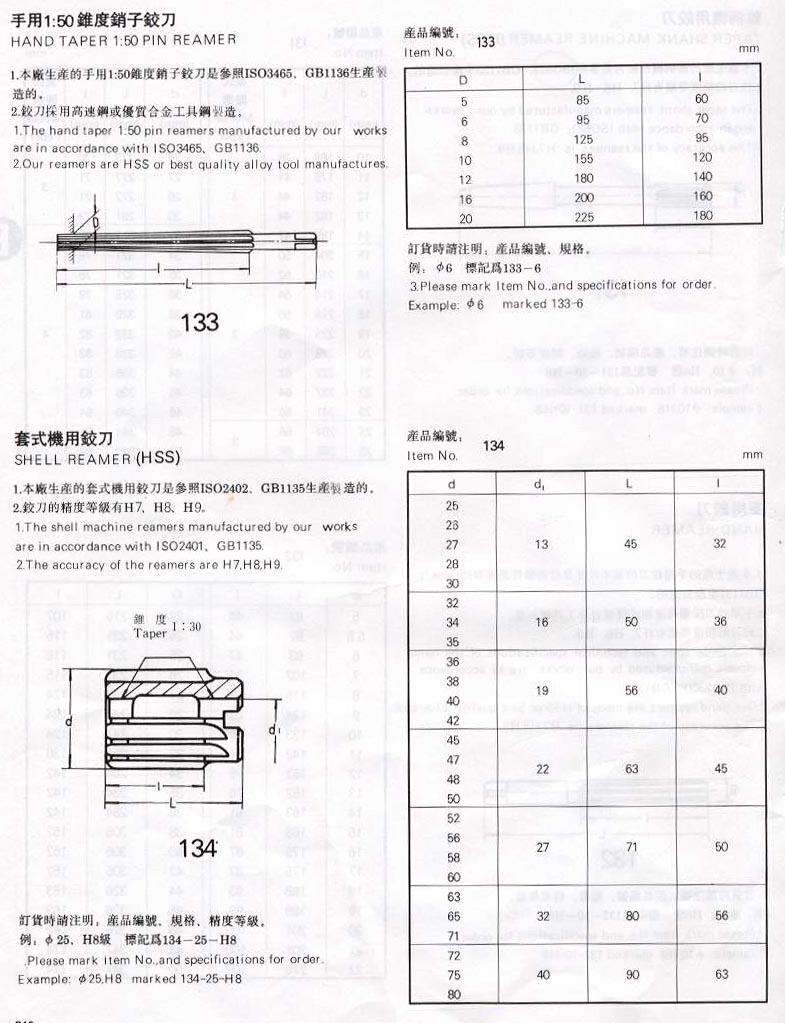 手用1:50錐度銷子鉸刀
HAND TAPER 1:50 PIN REAMER
1.本廠生産的手用1:50錐度銷子鉸刀是參照ISO3465、GB1136生產製
造的。
2.鉸刀採用高速鋼或優質合金工具鋼製造。
1.The hand taper 1:50 pin reamers manufactured by our works
are in accordance with ISO3465、GB1136.
2.Our reamers are HSS or best quality alloy tool manufactures.
D
l
L
133
産品編號:
Item No. 133
mm
D L l
5 85 60
6 95 70
8 125 95
10 155 120
12 180 140
16 200 160
20 225 180
訂貨時請注明: 産品編號、規格。
例: φ6 標記爲133-6
3.Please mark Item No.,and specifications for order.
Example: φ6 marked 133-6
套式機用鉸刀
SHELL REAMER (HSS)
1.本廠生産的套式機用鉸刀是參照ISO2402、GB1135生産製造的。
2.鉸刀的精度等級有H7、H8、H9。
1.The shell machine reamers manufactured by our works
are in accordance with ISO2401、GB1135.
2.The accuracy of the reamers are H7,H8,H9.
錐 度
Taper 1:30
d
d1
l
L
134
訂貨時請注明: 産品編號、規格、精度等級。
例: φ25、H8級 標記爲134-25-H8
.Please mark item No.,and specifications for order.
Example: φ25,H8 marked 134-25-H8
産品編號:
Item No. 134
mm
d d1 L l
25
26
27 13 45 32
28
30
32
34 16 50 36
35
36
38
40 19 56 40
42
45
47
48 22 63 45
50
52
56
58 27 71 50
60
63
65 32 80 56
71
72
75 40 90 63
80